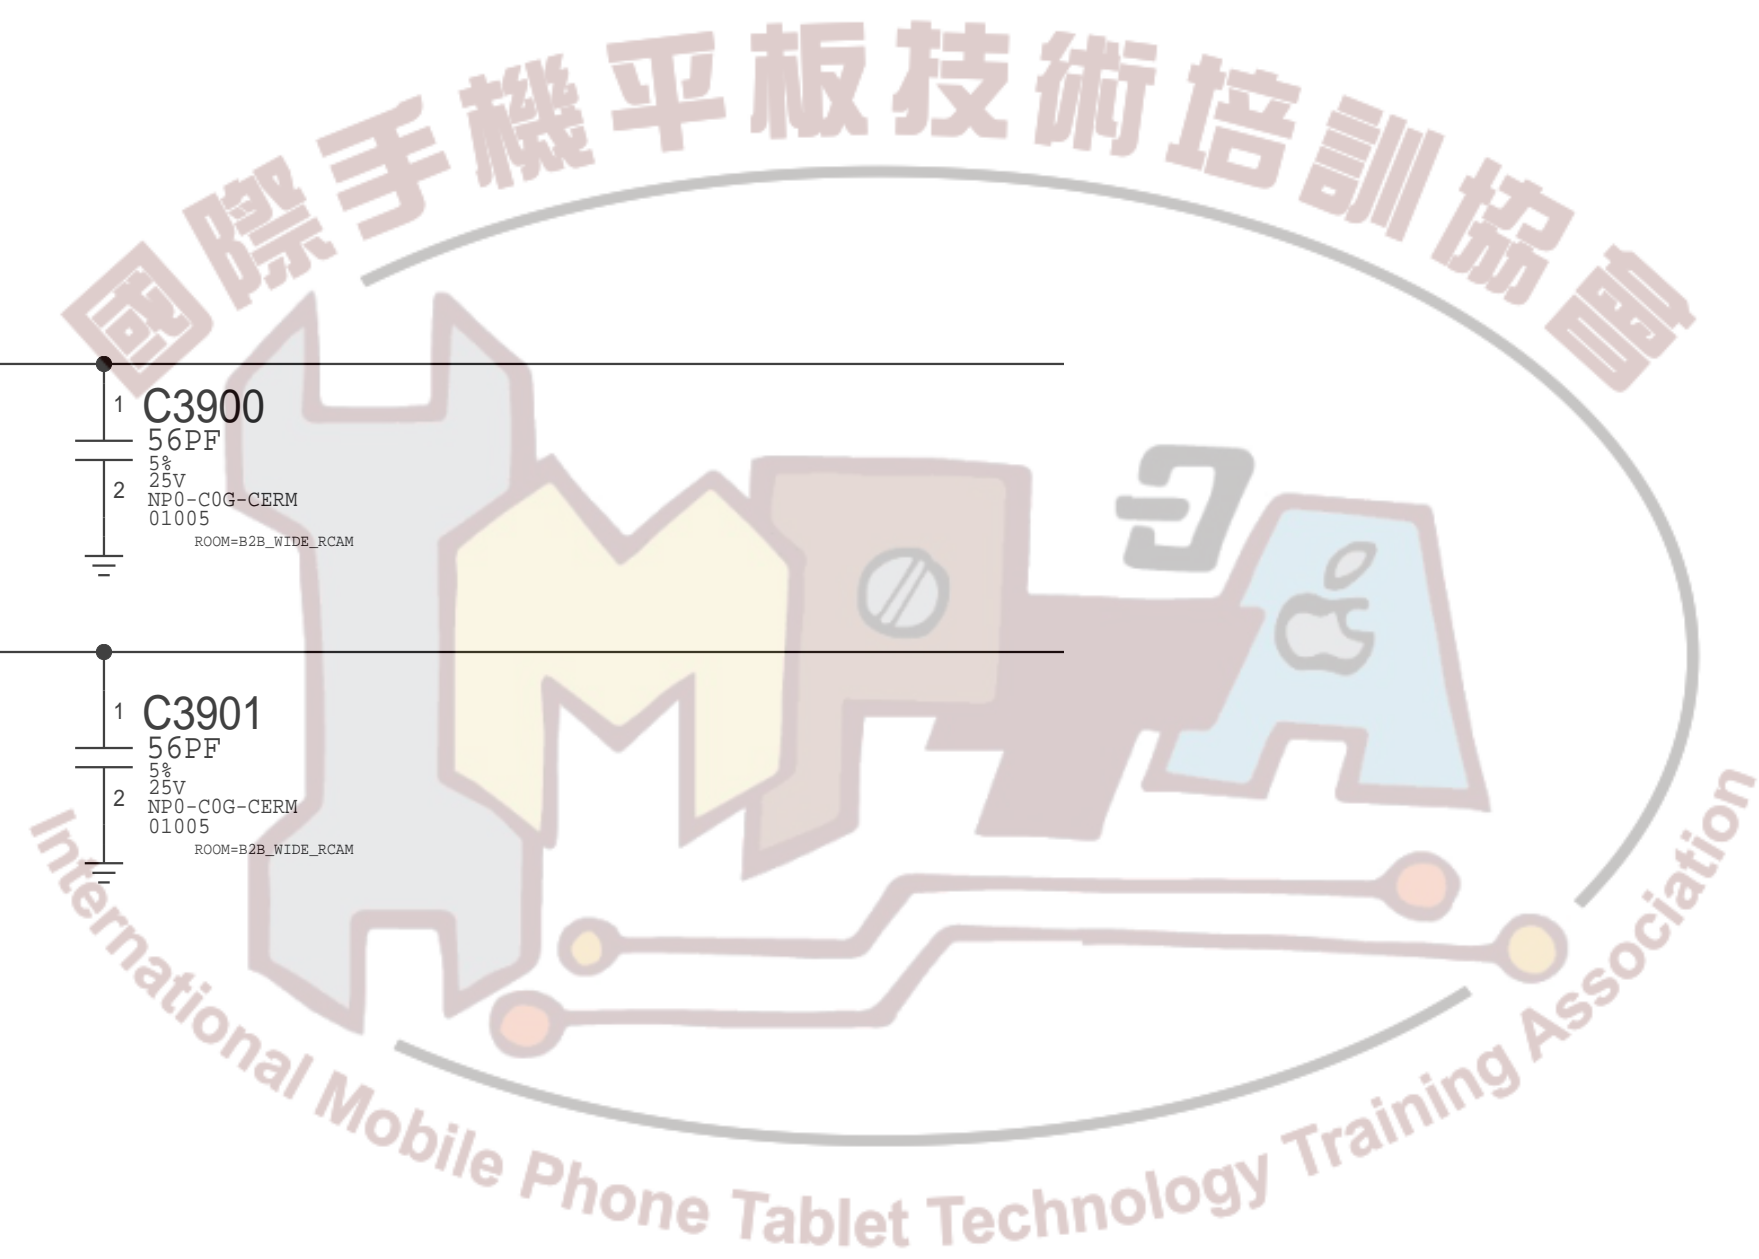 國際手機平板技術培訓協會
1
C3900
56PF
5%
25V
2
NP0-C0G-CERM
01005
ROOM=B2B_WIDE_RCAM
1
C3901
56PF
5%
25V
2
NP0-C0G-CERM
01005
ROOM=B2B_WIDE_RCAM
MPTA
International Mobile Phone Tablet Technology Training Association